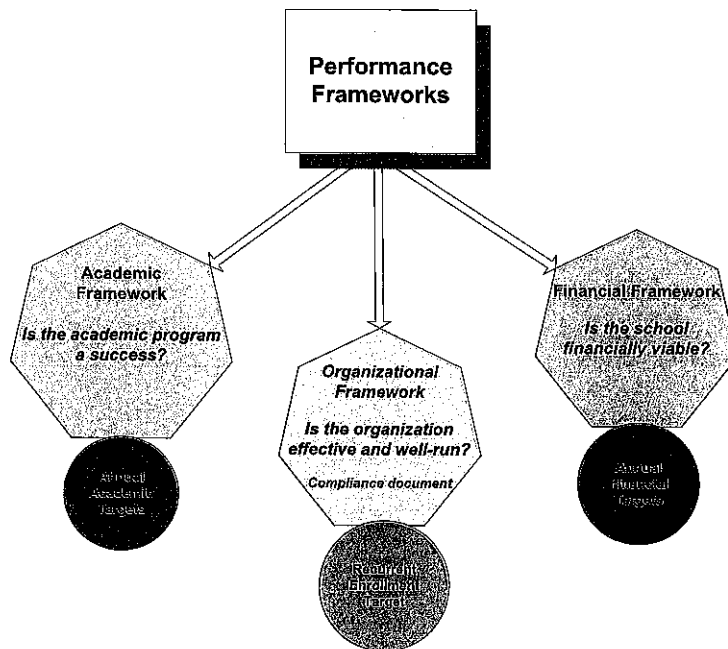 Performance
Frameworks
Academic
Framework
Is the academic program
a success?
Annual
Academic
Targets
Organizational
Framework
Is the organization
effective and well-run?
Compliance document
Recurrent
Enrollment
Target
Financial Framework
Is the school
financially viable?
Annual
Financial
Targets